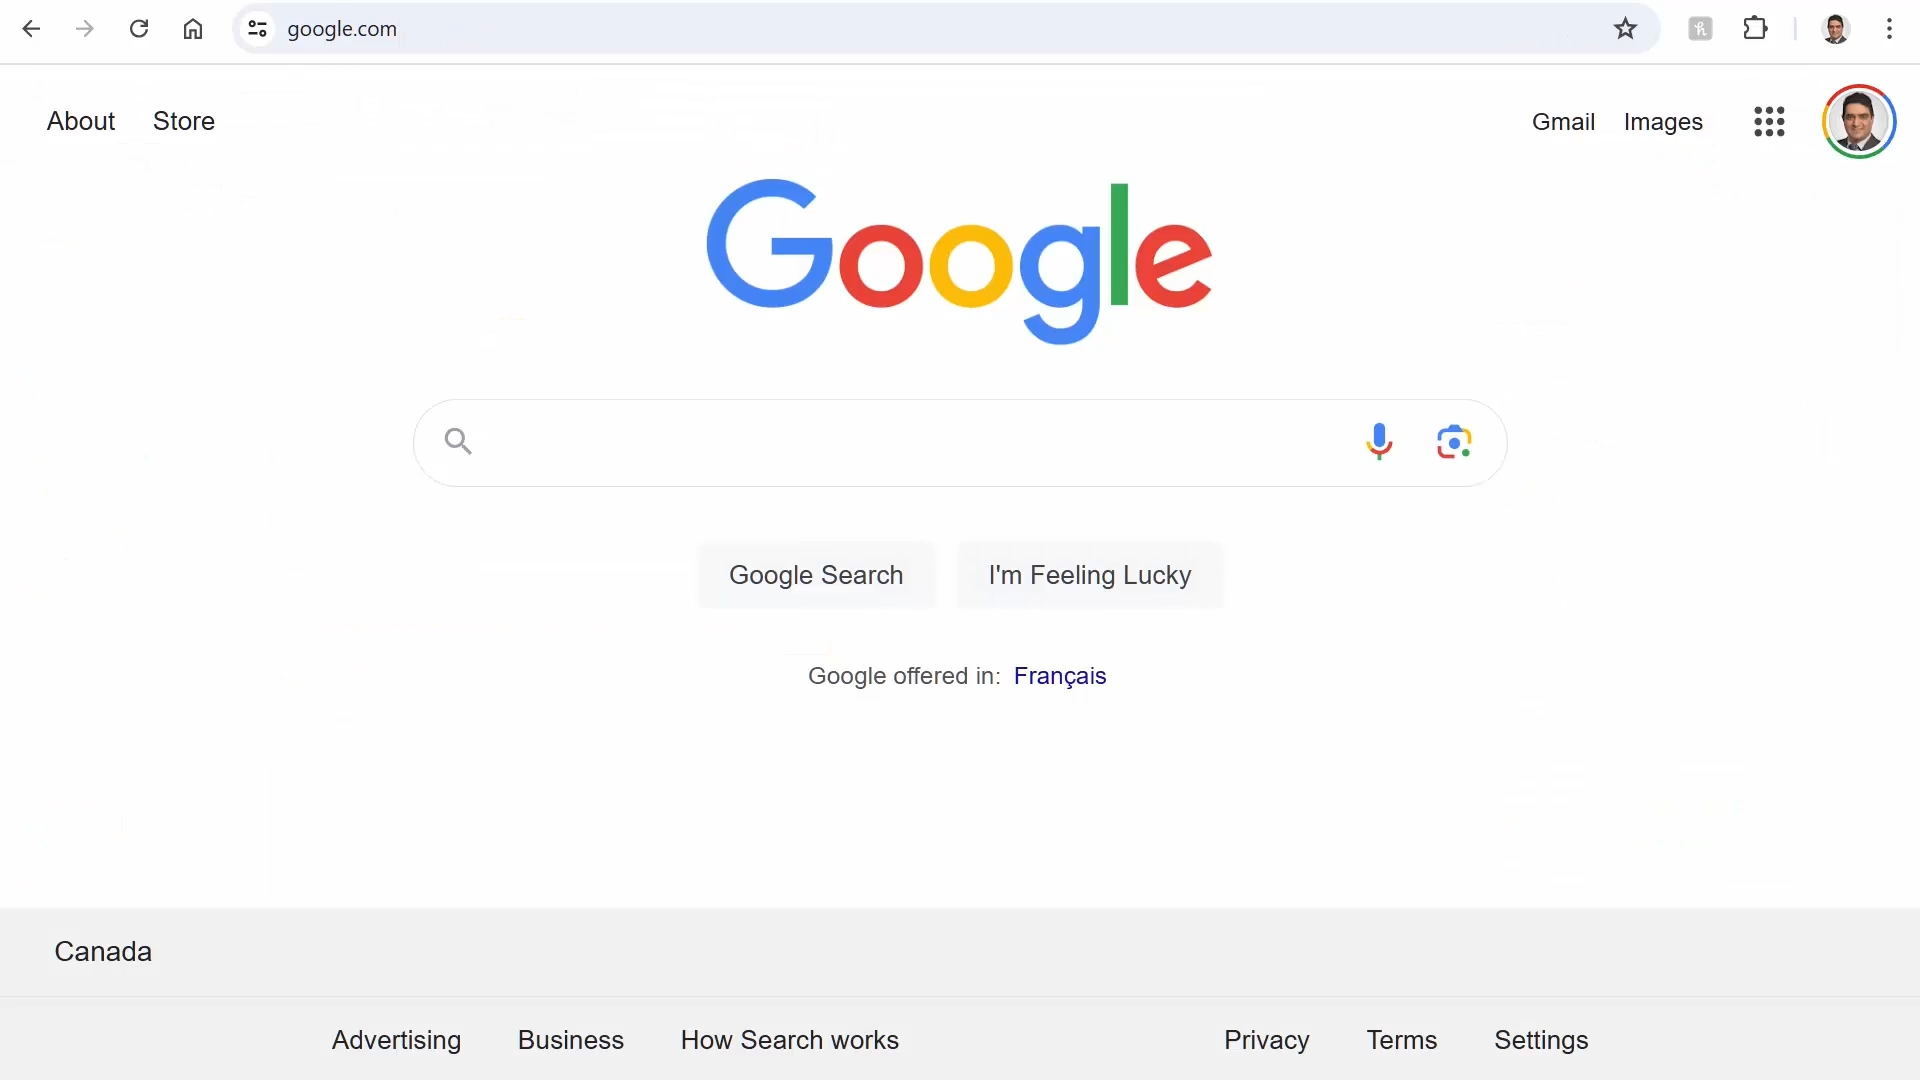 google.com
About Store Gmail Images
Google
Google Search I'm Feeling Lucky
Google offered in: Français
Canada
Advertising Business How Search works Privacy Terms Settings